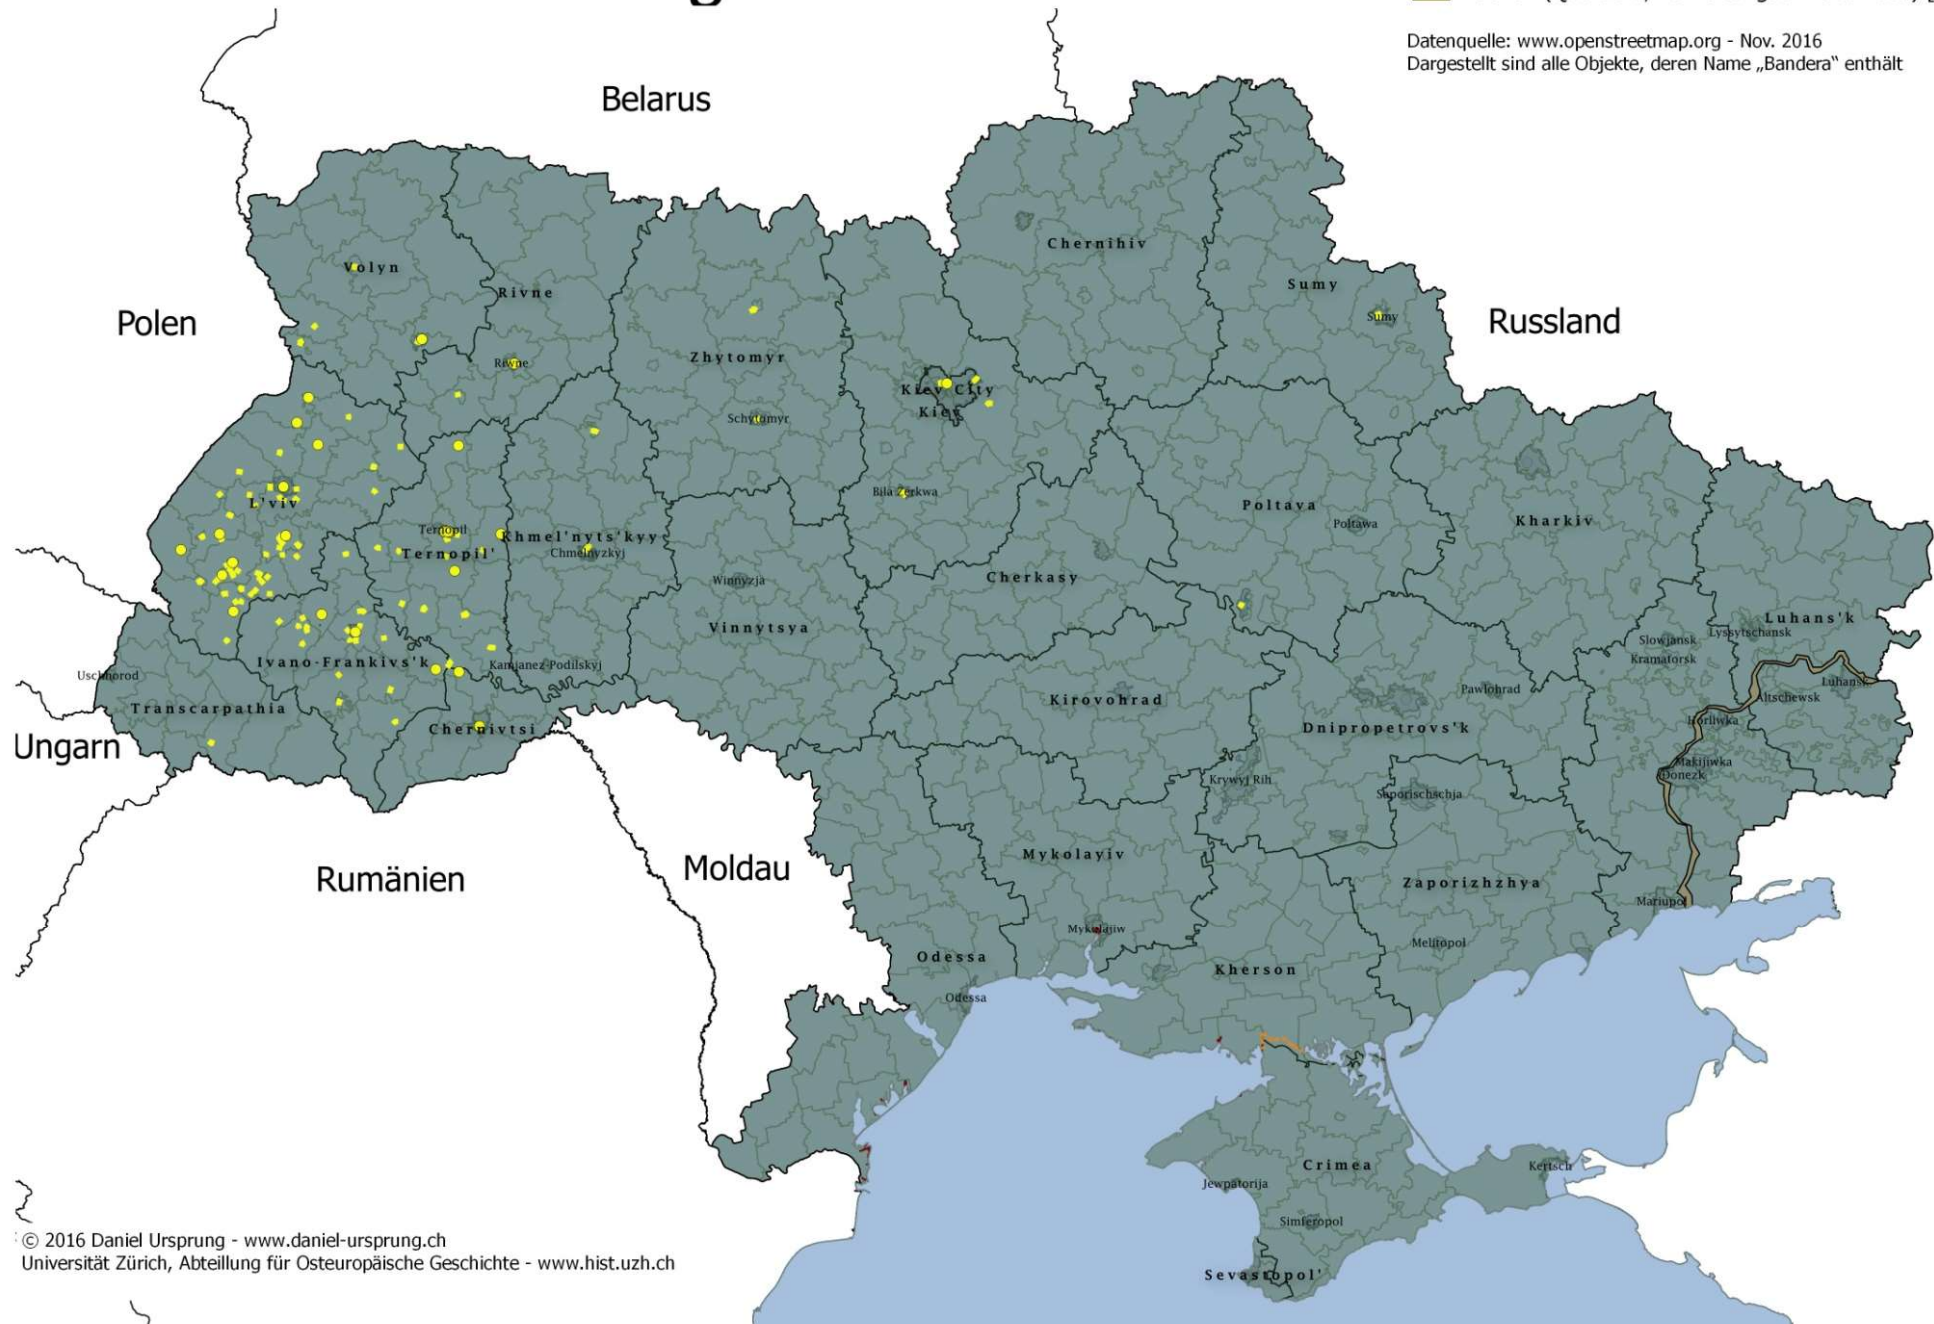 Datenquelle: www.openstreetmap.org - Nov. 2016
Dargestellt sind alle Objekte, deren Name „Bandera“ enthält
Belarus
Polen
Russland
Ungarn
Rumänien
Moldau
Volyn
Rivne
Riwne
Zhytomyr
Schytomyr
Chernihiv
Sumy
Sumy
Kiev City
Kiev
Bila Zerkwa
L'viv
Ternopil
Ternopil'
Khmel'nyts'kyy
Chmelnyzkyj
Winnyzja
Vinnytsya
Cherkasy
Poltava
Poltawa
Kharkiv
Luhans'k
Lyssytschansk
Slowjansk
Kramatorsk
Luhansk
Altschewsk
Horliwka
Makijiwka
Donezk
Ivano-Frankivs'k
Kamjanez-Podilskyj
Uschhorod
Transcarpathia
Chernivtsi
Kirovohrad
Pawlohrad
Dnipropetrovs'k
Krywyj Rih
Saporischschja
Mykolayiv
Zaporizhzhya
Mariupol
Mykolajiw
Melitopol
Odessa
Odessa
Kherson
Crimea
Kertsch
Jewpatorija
Simferopol
Sevastopol'
© 2016 Daniel Ursprung - www.daniel-ursprung.ch
Universität Zürich, Abteillung für Osteuropäische Geschichte - www.hist.uzh.ch